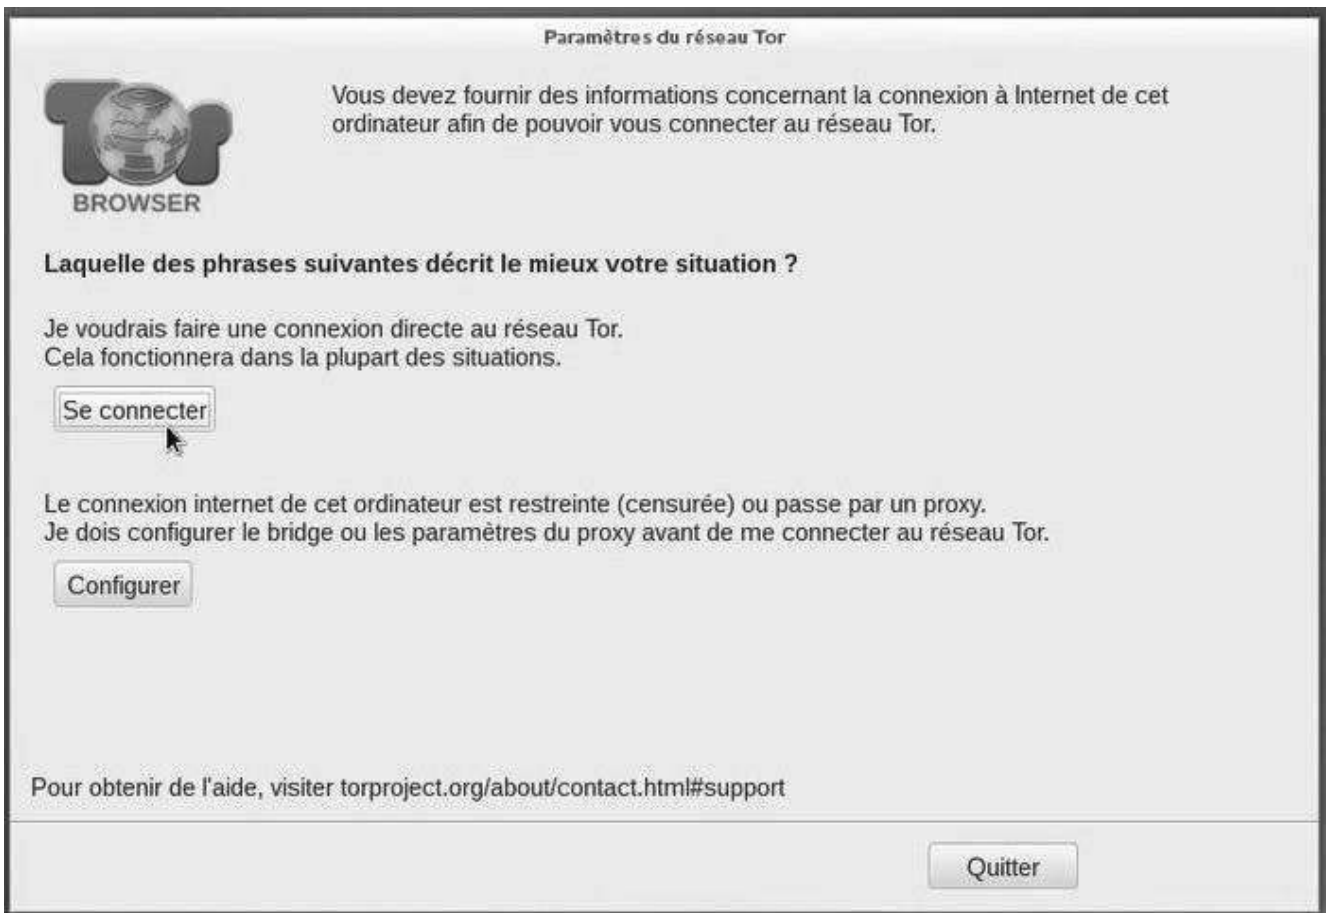 Paramètres du réseau Tor
Tor
BROWSER
Vous devez fournir des informations concernant la connexion à Internet de cet
ordinateur afin de pouvoir vous connecter au réseau Tor.
Laquelle des phrases suivantes décrit le mieux votre situation ?
Je voudrais faire une connexion directe au réseau Tor.
Cela fonctionnera dans la plupart des situations.
Se connecter
Le connexion internet de cet ordinateur est restreinte (censurée) ou passe par un proxy.
Je dois configurer le bridge ou les paramètres du proxy avant de me connecter au réseau Tor.
Configurer
Pour obtenir de l'aide, visiter torproject.org/about/contact.html#support
Quitter